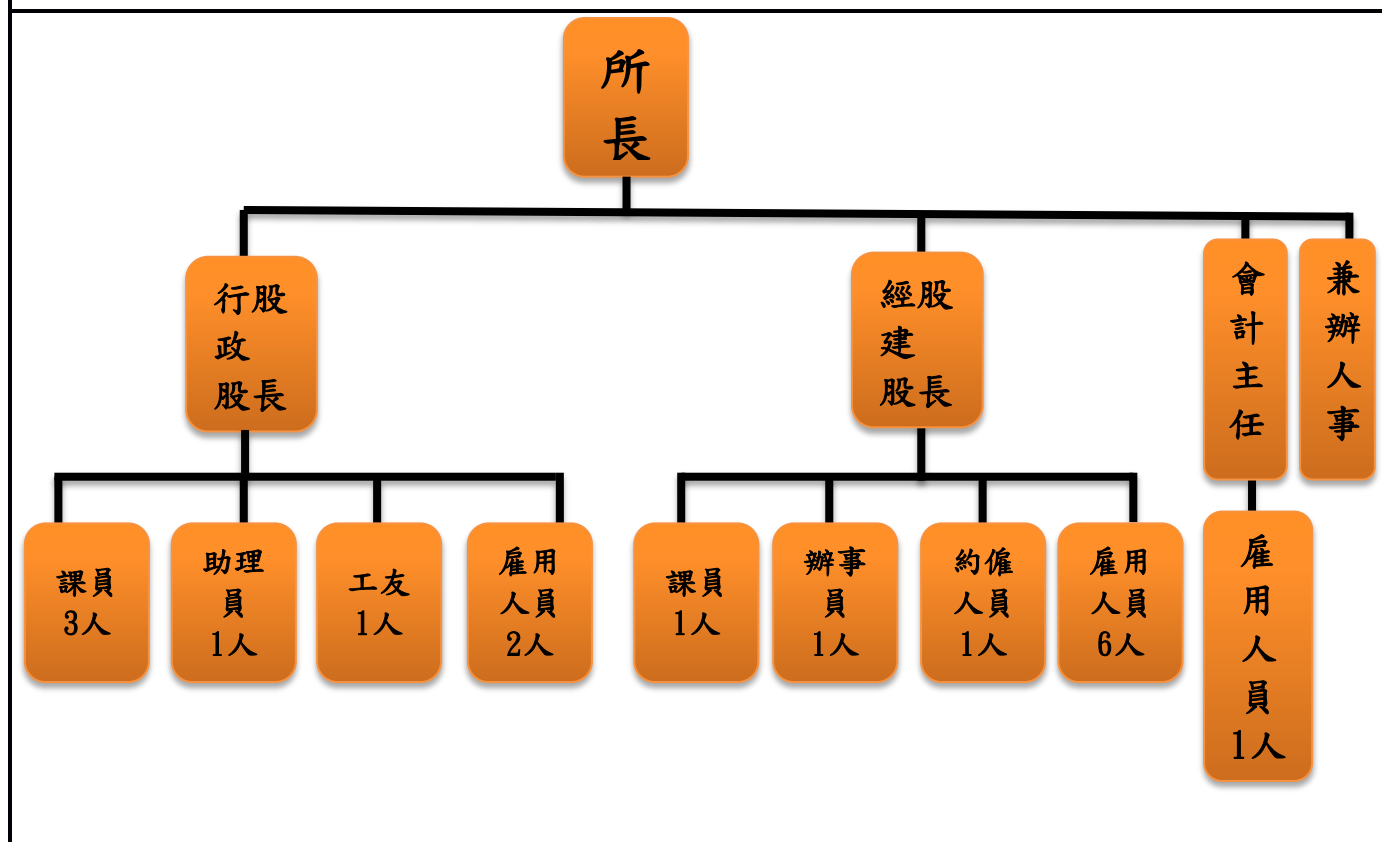 所
長
行股
政
股長
經股
建
股長
會
計
主
任
兼
辦
人
事
課員
3人
助理
員
1人
工友
1人
雇用
人員
2人
課員
1人
辦事
員
1人
約僱
人員
1人
雇用
人員
6人
雇
用
人
員
1人